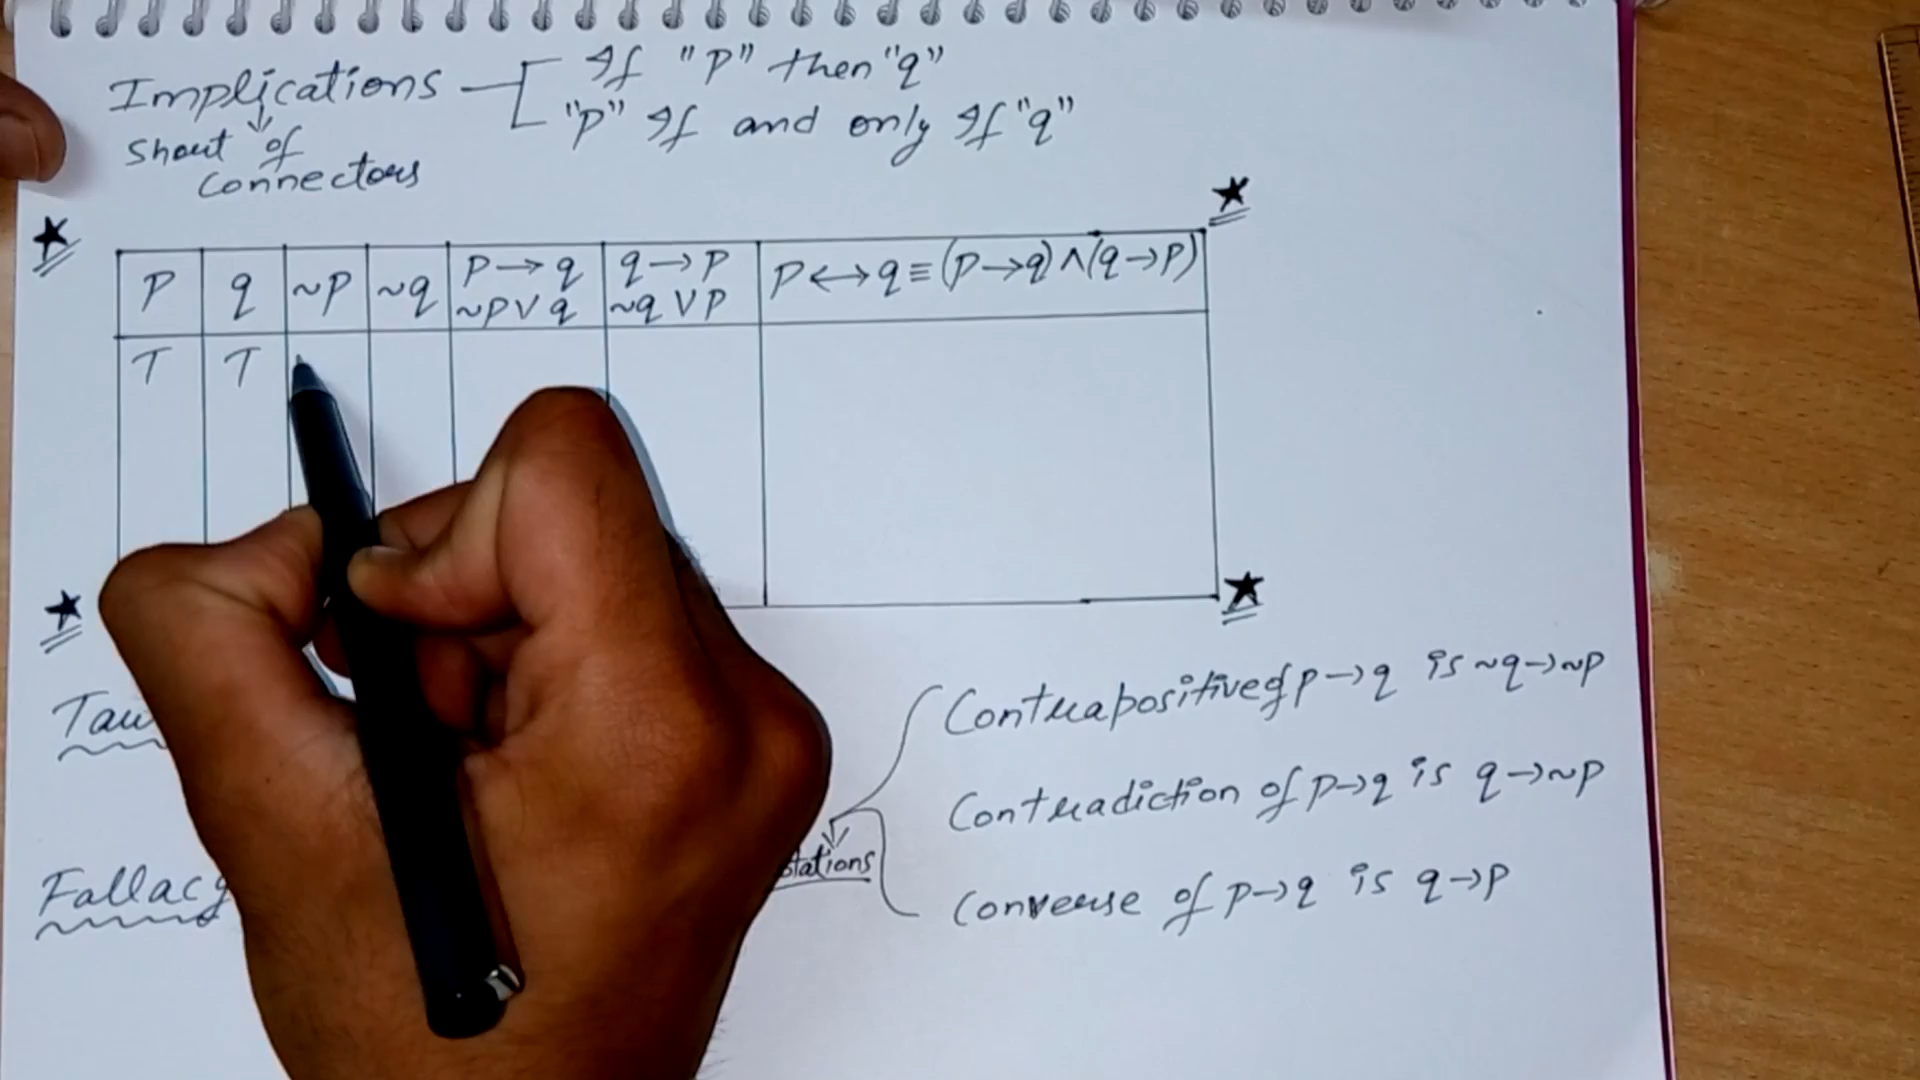 Implications
If "p" then "q"
"p" If and only If "q"
Short of
Connectors
p q ~p ~q p→q q→p p↔q≡(p→q)∧(q→p)
~p∨q ~q∨p
T T
Contrapositive of p→q is ~q→~p
Contradiction of p→q is q→~p
Converse of p→q is q→p
Fallacy